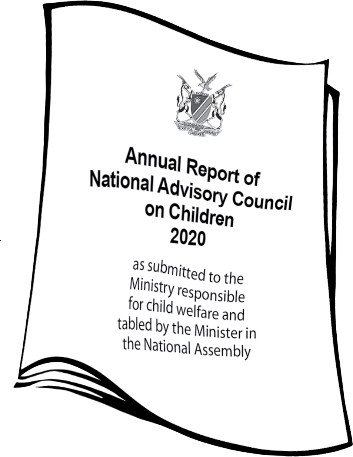 Annual Report of
National Advisory Council
on Children
2020
as submitted to the
Ministry responsible
for child welfare and
tabled by the Minister in
the National Assembly